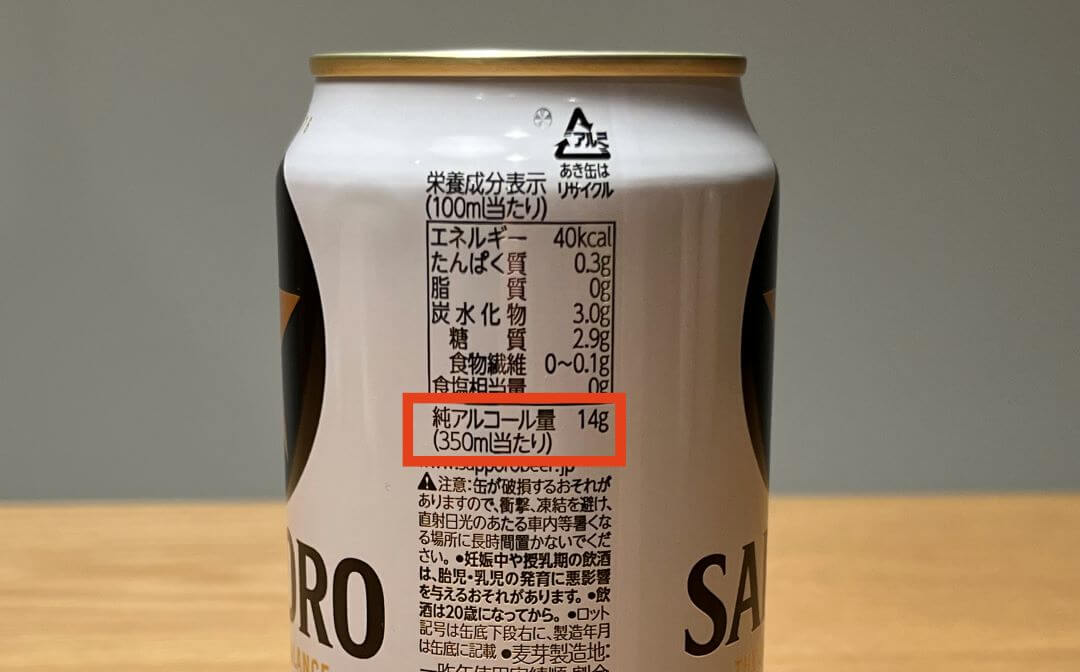 アルミ
あき缶は
リサイクル
栄養成分表示
(100ml当たり)
エネルギー 40kcal
たんぱく質 0.3g
脂質 0g
炭水化物 3.0g
糖質 2.9g
食物繊維 0~0.1g
食塩相当量 0g
純アルコール量 14g
(350ml当たり)
www.sapporobeer.jp
注意:缶が破損するおそれが
ありますので、衝撃、凍結を避け、
直射日光のあたる車内等暑くな
る場所に長時間置かないでくだ
さい。●妊娠中や授乳期の飲酒
は、胎児・乳児の発育に悪影響
を与えるおそれがあります。●飲
酒は20歳になってから。●ロット
記号は缶底下段右に、製造年月
は缶底に記載 ●麦芽製造地:
ORO
SA
LANCE